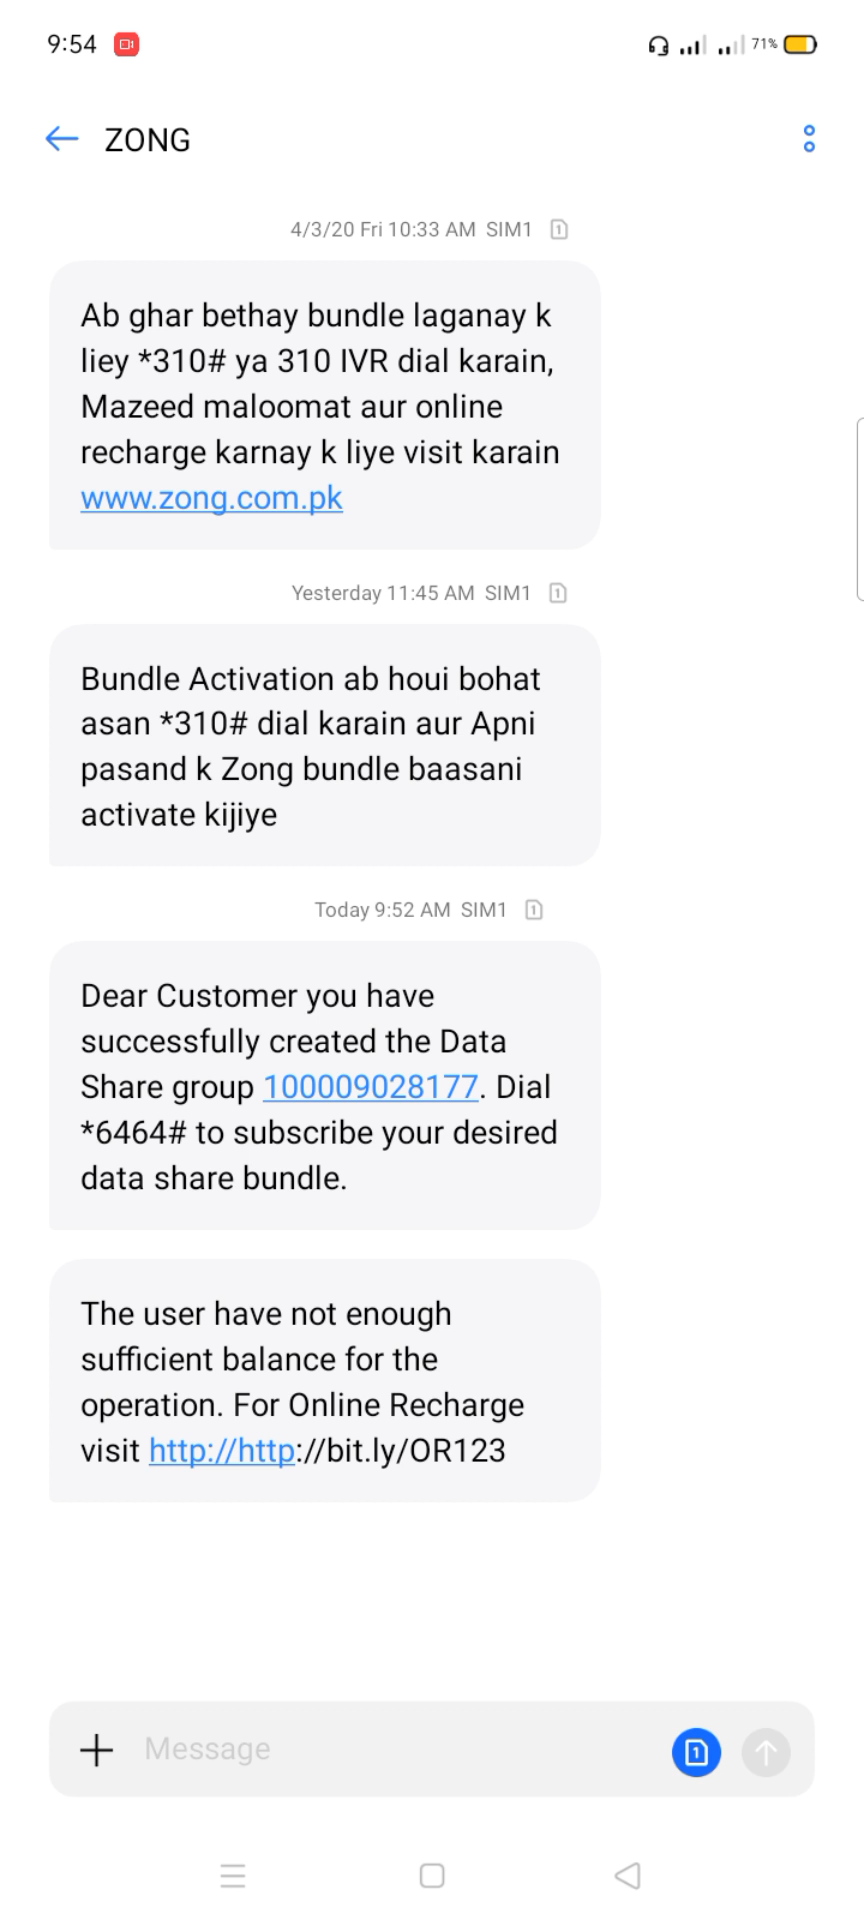 9:54
71%
ZONG
4/3/20 Fri 10:33 AM SIM1 1
Ab ghar bethay bundle laganay k
liey *310# ya 310 IVR dial karain,
Mazeed maloomat aur online
recharge karnay k liye visit karain
www.zong.com.pk
Yesterday 11:45 AM SIM1 1
Bundle Activation ab houi bohat
asan *310# dial karain aur Apni
pasand k Zong bundle baasani
activate kijiye
Today 9:52 AM SIM1 1
Dear Customer you have
successfully created the Data
Share group 100009028177. Dial
*6464# to subscribe your desired
data share bundle.
The user have not enough
sufficient balance for the
operation. For Online Recharge
visit http://http://bit.ly/OR123
Message 1